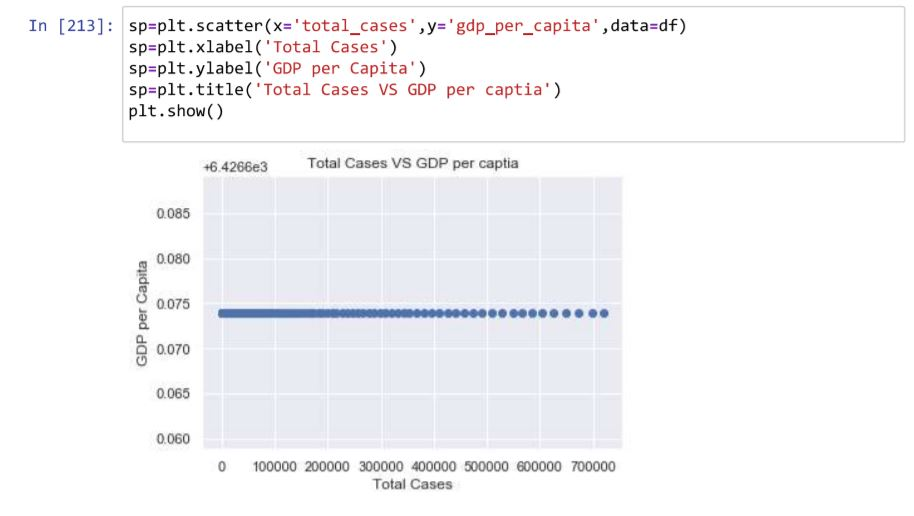 In [213]: sp=plt.scatter(x='total_cases',y='gdp_per_capita',data=df)
sp=plt.xlabel('Total Cases')
sp=plt.ylabel('GDP per Capita')
sp=plt.title('Total Cases VS GDP per captia')
plt.show()
+6.4266e3
Total Cases VS GDP per captia
0.085
0.080
0.075
0.070
0.065
0.060
GDP per Capita
0 100000 200000 300000 400000 500000 600000 700000
Total Cases